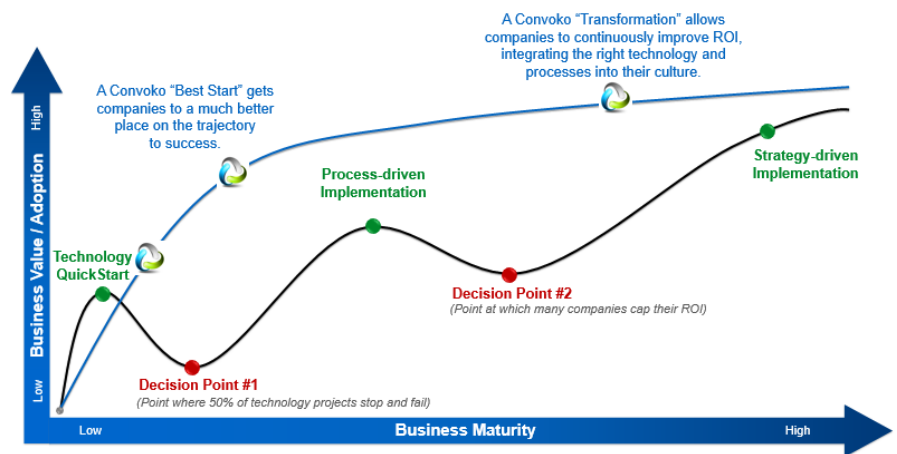 A Convoko “Transformation” allows
companies to continuously improve ROI,
integrating the right technology and
processes into their culture.
A Convoko “Best Start” gets
companies to a much better
place on the trajectory
to success.
High
Business Value / Adoption
Low
Technology
QuickStart
Process-driven
Implementation
Strategy-driven
Implementation
Decision Point #1
(Point where 50% of technology projects stop and fail)
Decision Point #2
(Point at which many companies cap their ROI)
Low
Business Maturity
High